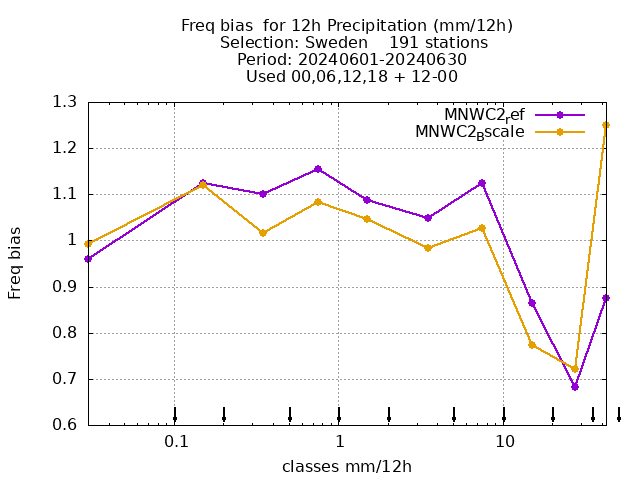 Freq bias  for 12h Precipitation (mm/12h)
Selection: Sweden    191 stations
Period: 20240601-20240630
Used 00,06,12,18 + 12-00
MNWC2ref
MNWC2Bscale
1.3
1.2
1.1
1
0.9
0.8
0.7
0.6
Freq bias
0.1 1 10
classes mm/12h